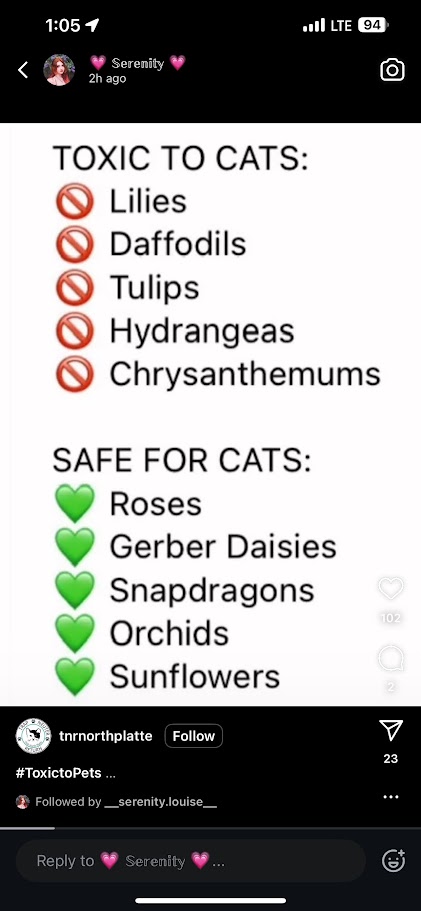 1:05 LTE 94
💗 𝕊𝕖𝕣𝕖𝕟𝕚𝕥𝕪 💗
2h ago
TOXIC TO CATS:
🚫 Lilies
🚫 Daffodils
🚫 Tulips
🚫 Hydrangeas
🚫 Chrysanthemums
SAFE FOR CATS:
💚 Roses
💚 Gerber Daisies
💚 Snapdragons
💚 Orchids
💚 Sunflowers
102
2
tnrnorthplatte Follow
23
#ToxictoPets ...
Followed by __serenity.louise__
Reply to 💗 𝕊𝕖𝕣𝕖𝕟𝕚𝕥𝕪 💗...